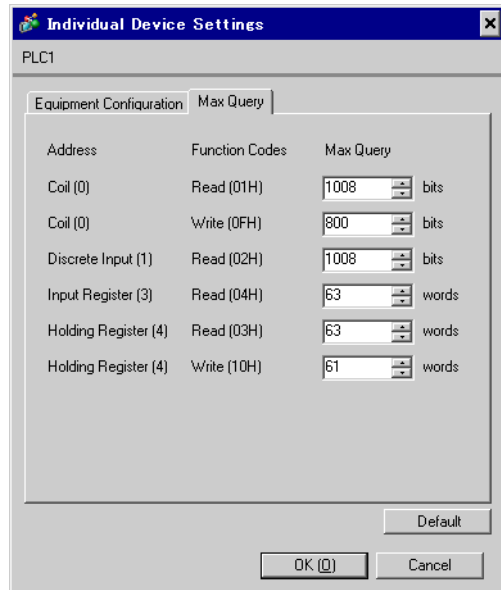 Individual Device Settings
PLC1
Equipment Configuration Max Query
Address Function Codes Max Query
Coil (0) Read (01H) 1008 bits
Coil (0) Write (0FH) 800 bits
Discrete Input (1) Read (02H) 1008 bits
Input Register (3) Read (04H) 63 words
Holding Register (4) Read (03H) 63 words
Holding Register (4) Write (10H) 61 words
Default
OK (O) Cancel